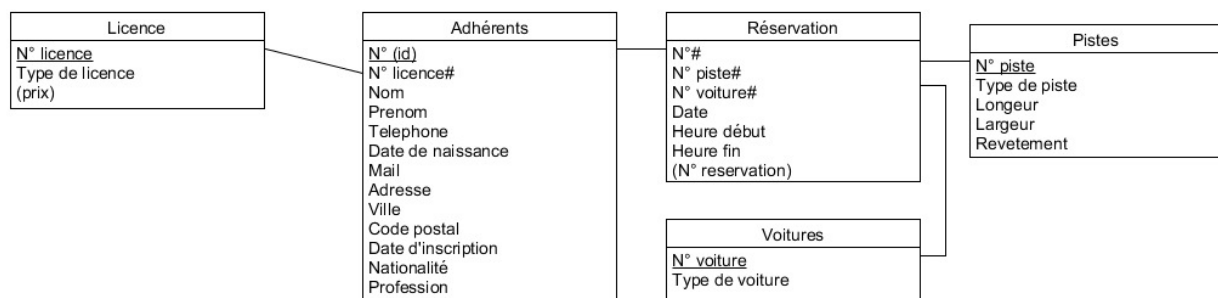 Licence
N° licence
Type de licence
(prix)
Adhérents
N° (id)
N° licence#
Nom
Prenom
Telephone
Date de naissance
Mail
Adresse
Ville
Code postal
Date d'inscription
Nationalité
Profession
Réservation
N°#
N° piste#
N° voiture#
Date
Heure début
Heure fin
(N° reservation)
Pistes
N° piste
Type de piste
Longeur
Largeur
Revetement
Voitures
N° voiture
Type de voiture